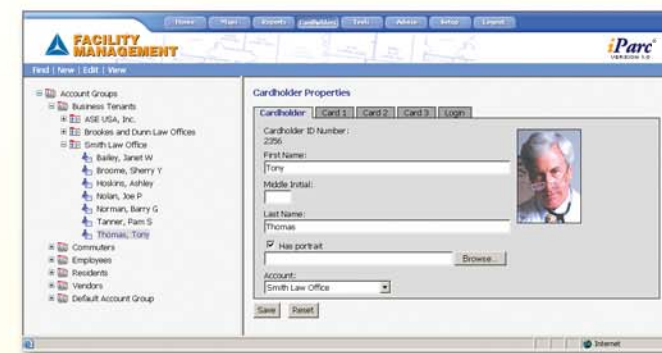 Home Main Reports Cardholders Tools Admin Setup Logout
FACILITY
MANAGEMENT
iParc
VERSION 1.0
Find | New | Edit | View
Account Groups
Business Tenants
ASE USA, Inc.
Brookes and Dunn Law Offices
Smith Law Office
Bailey, Janet W
Broome, Sherry Y
Hoskins, Ashley
Nolan, Joe P
Norman, Barry G
Tanner, Pam S
Thomas, Tony
Commuters
Employees
Residents
Vendors
Default Account Group
Cardholder Properties
Cardholder Card 1 Card 2 Card 3 Login
Cardholder ID Number:
2356
First Name:
Tony
Middle Initial:
Last Name:
Thomas
Has portrait
Browse...
Account:
Smith Law Office
Save Reset
Internet